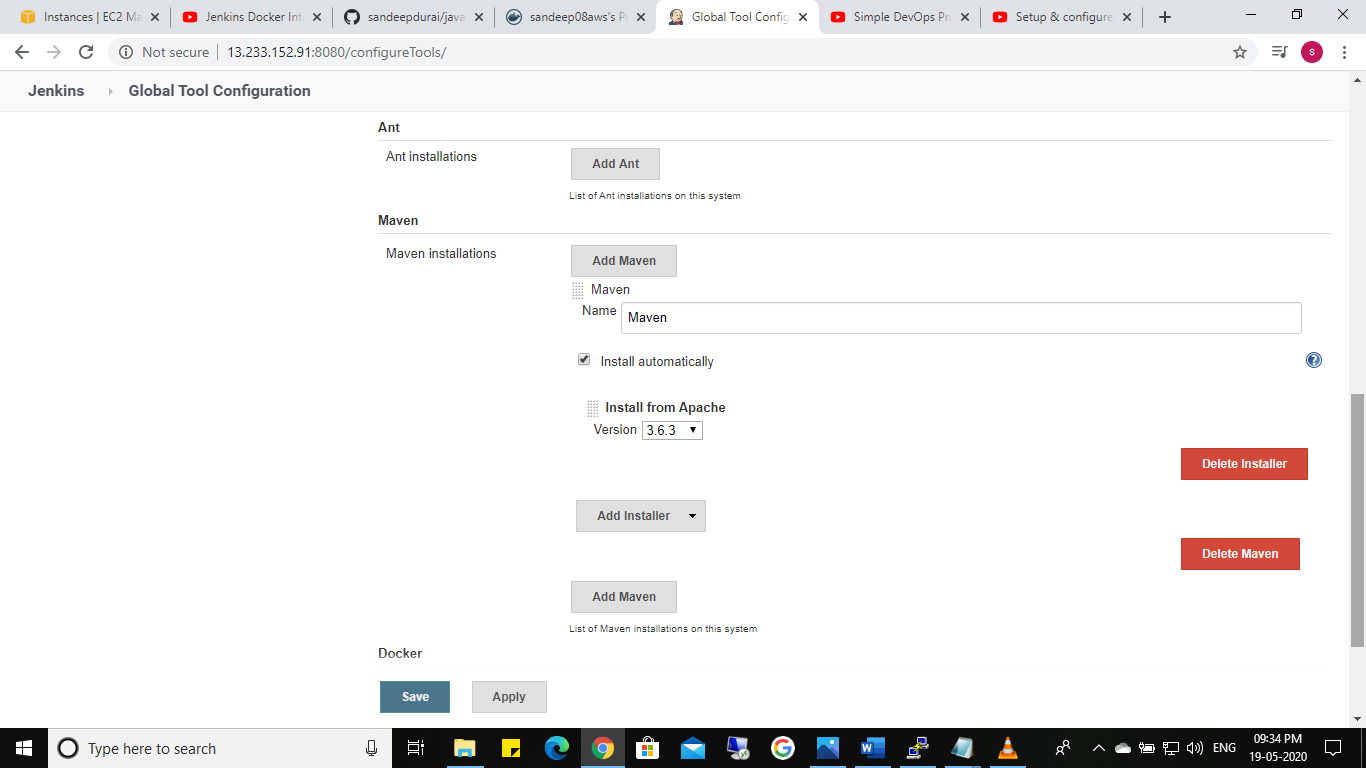 Instances | EC2 Ma
Jenkins Docker Int
sandeepdurai/java
sandeep08aws's P
Global Tool Config
Simple DevOps Pr
Setup & configure
Not secure
13.233.152.91:8080/configureTools/
s
Jenkins
Global Tool Configuration
Ant
Ant installations
Add Ant
List of Ant installations on this system
Maven
Maven installations
Add Maven
Maven
Name
Maven
Install automatically
?
Install from Apache
Version
3.6.3
Delete Installer
Add Installer
Delete Maven
Add Maven
List of Maven installations on this system
Docker
Save
Apply
Type here to search
ENG
09:34 PM
19-05-2020